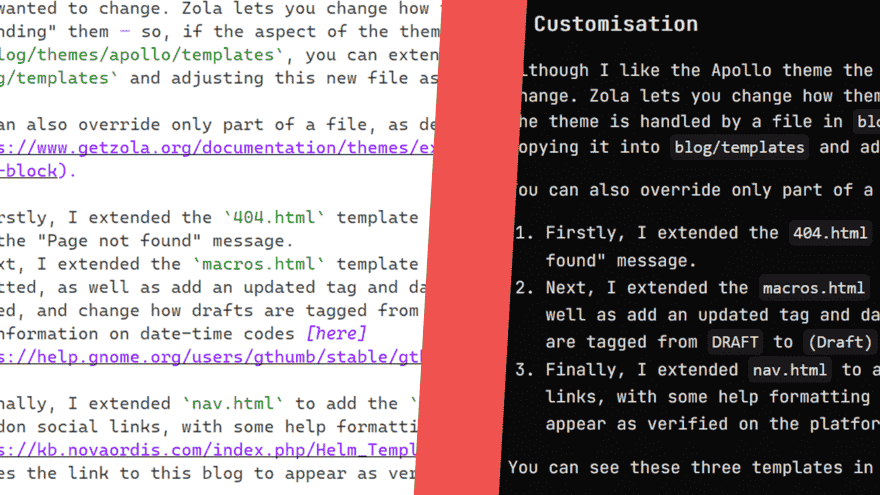 wanted to change. Zola lets you change how
nding" them — so, if the aspect of the them
log/themes/apollo/templates`, you can exten
g/templates` and adjusting this new file as
an also override only part of a file, as de
s://www.getzola.org/documentation/themes/ex
-block).
rstly, I extended the `404.html` template
the "Page not found" message.
xt, I extended the `macros.html` template
tted, as well as add an updated tag and da
ed, and change how drafts are tagged from
nformation on date-time codes [here]
s://help.gnome.org/users/gthumb/stable/gth
nally, I extended `nav.html` to add the `
don social links, with some help formatti
s://kb.novaordis.com/index.php/Helm_Templ
es the link to this blog to appear as ver
Customisation
lthough I like the Apollo theme the
hange. Zola lets you change how them
he theme is handled by a file in blo
opying it into blog/templates and ad
ou can also override only part of a
1. Firstly, I extended the 404.html
found" message.
2. Next, I extended the macros.html
well as add an updated tag and da
are tagged from DRAFT to (Draft)
3. Finally, I extended nav.html to a
links, with some help formatting
appear as verified on the platfor
You can see these three templates in